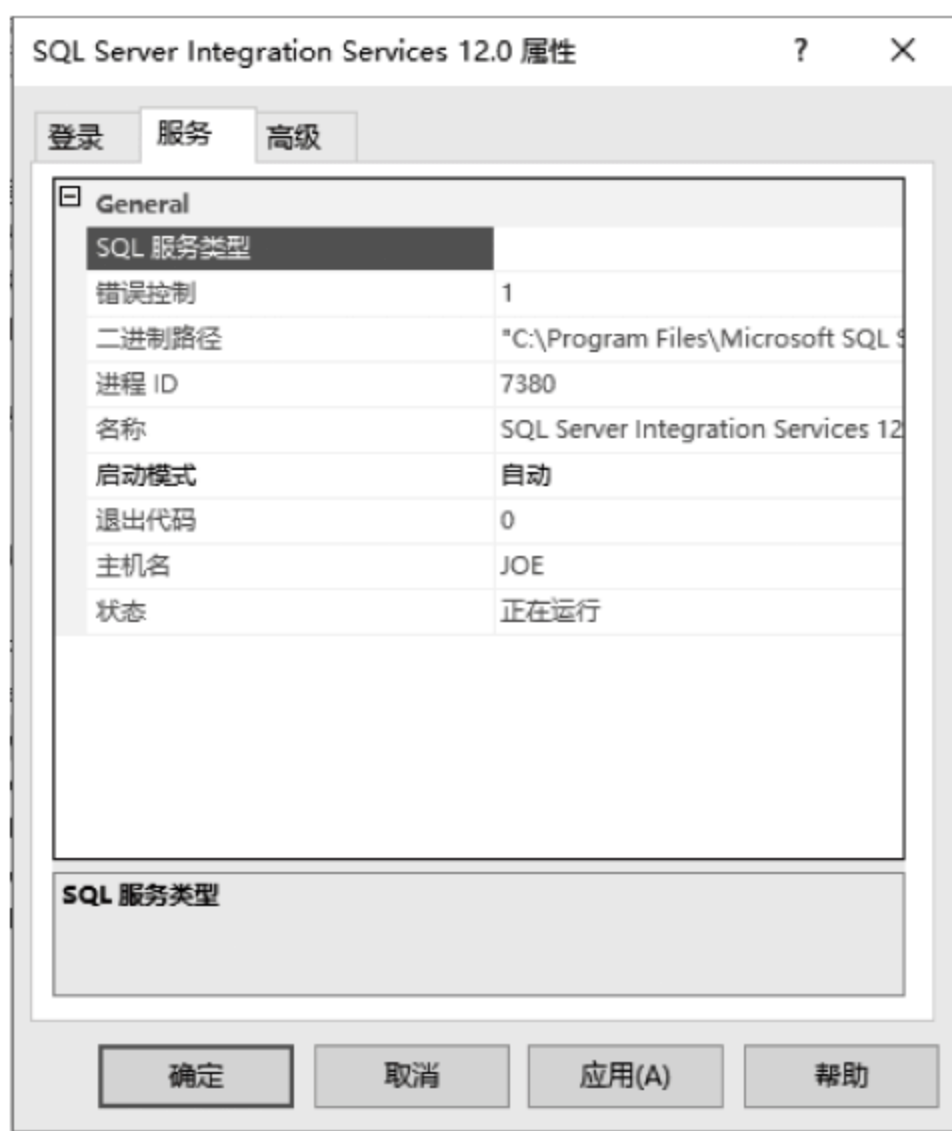 SQL Server Integration Services 12.0 属性 ? ×
登录 服务 高级
General
SQL 服务类型
错误控制 1
二进制路径 "C:\Program Files\Microsoft SQL S
进程 ID 7380
名称 SQL Server Integration Services 12
启动模式 自动
退出代码 0
主机名 JOE
状态 正在运行
SQL 服务类型
确定 取消 应用(A) 帮助